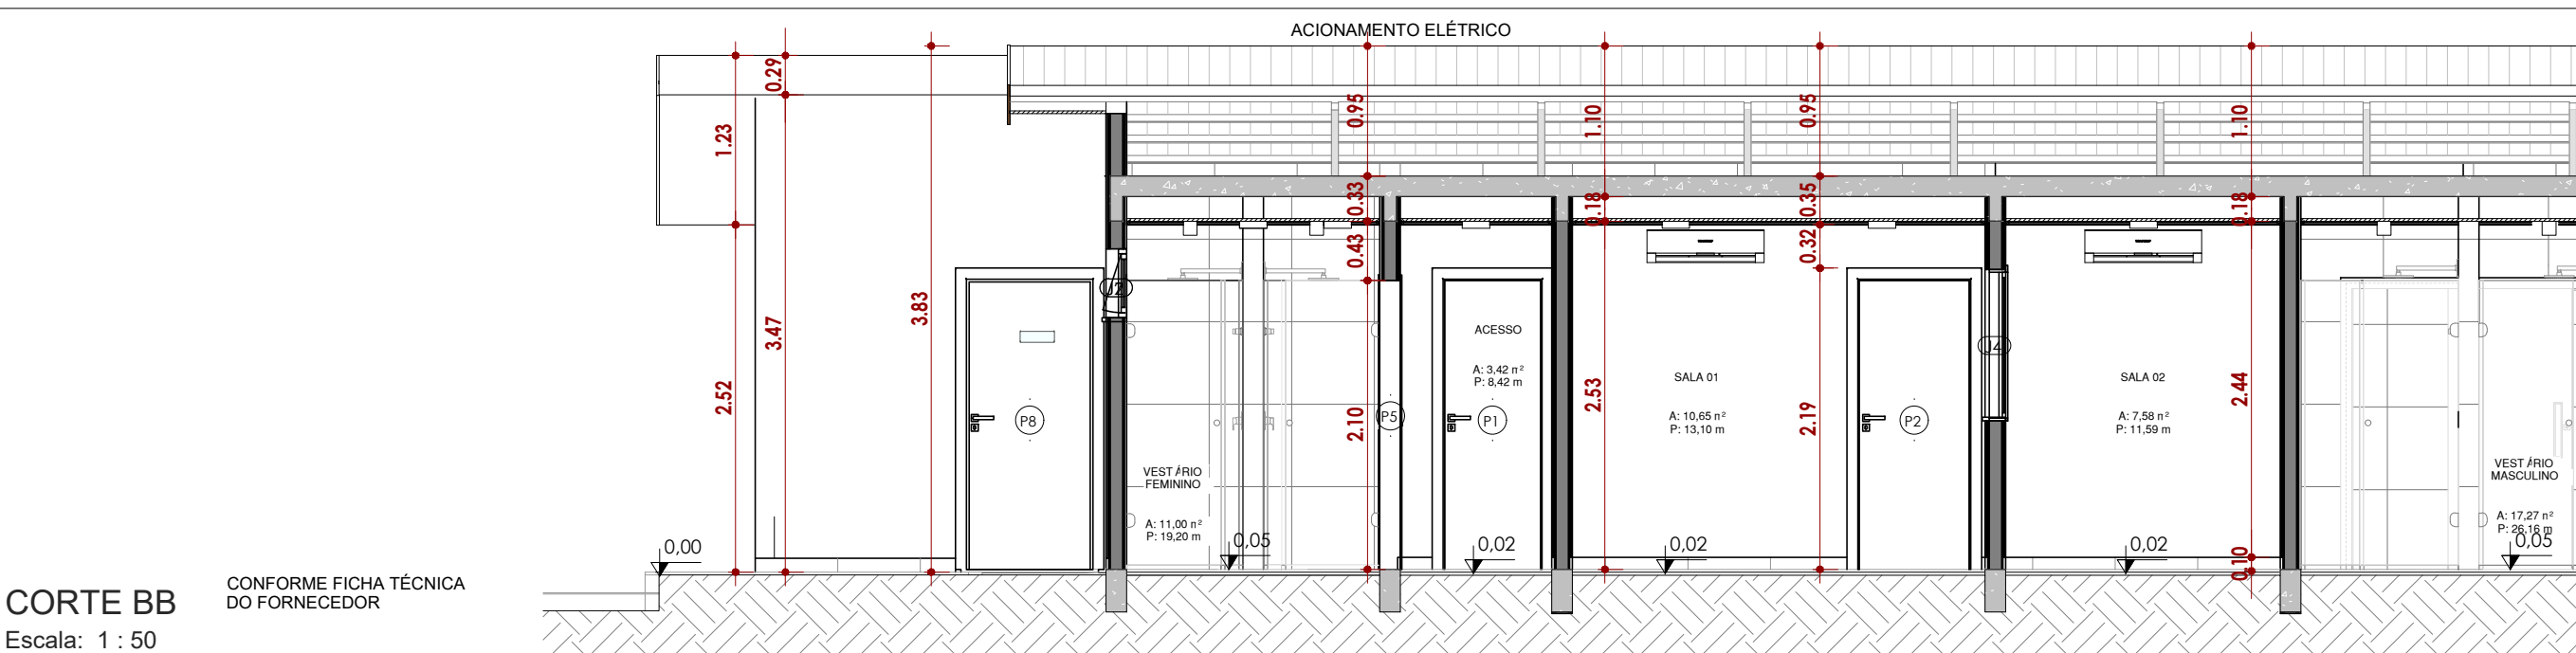 ACIONAMENTO ELÉTRICO
0.29
1.23
2.52
3.47
3.83
0.95
0.33
0.43
2.10
1.10
0.18
2.53
0.95
0.35
0.32
2.19
1.10
0.18
2.44
0.10
J2
J4
P8
P5
P1
P2
ACESSO
A: 3,42 m²
P: 8,42 m
SALA 01
A: 10,65 m²
P: 13,10 m
SALA 02
A: 7,58 m²
P: 11,59 m
VESTÁRIO
FEMININO
A: 11,00 m²
P: 19,20 m
VESTÁRIO
MASCULINO
A: 17,27 m²
P: 26,16 m
0,00
0,05
0,02
0,02
0,02
0,05
CORTE BB
Escala: 1 : 50
CONFORME FICHA TÉCNICA
DO FORNECEDOR